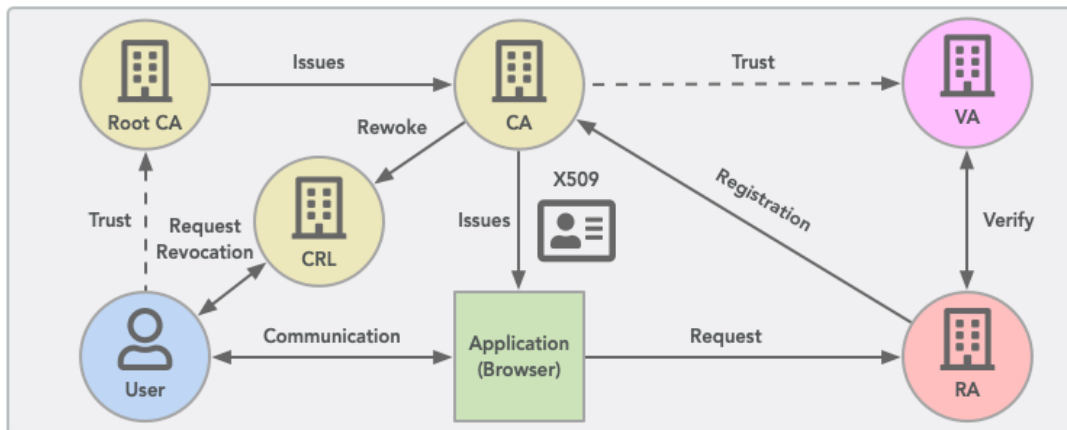 Issues
Trust
Root CA
CA
VA
Rewoke
X509
Registration
Trust
Request
Revocation
CRL
Issues
Verify
Communication
Application
(Browser)
Request
User
RA